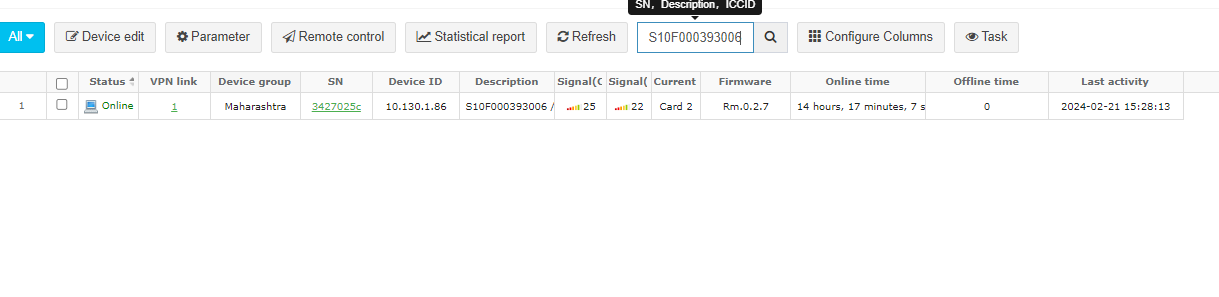 SN, Description, ICCID
All Device edit Parameter Remote control Statistical report Refresh S10F000393006 Configure Columns Task
Status VPN link Device group SN Device ID Description Signal(C Signal( Current Firmware Online time Offline time Last activity
1 Online 1 Maharashtra 3427025c 10.130.1.86 S10F000393006 / 25 22 Card 2 Rm.0.2.7 14 hours, 17 minutes, 7 s 0 2024-02-21 15:28:13